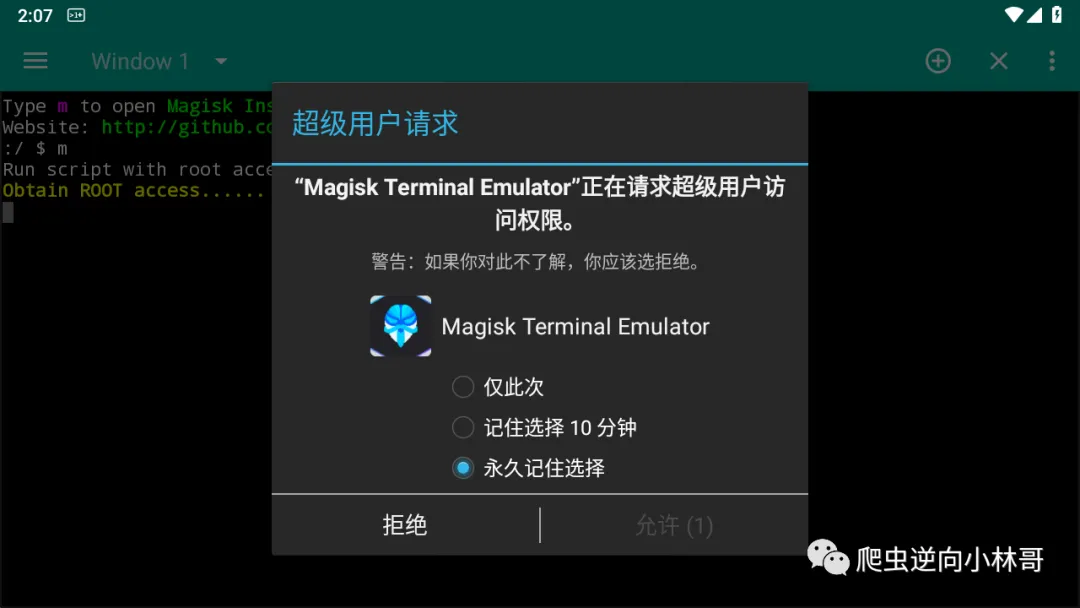 2:07
Window 1
Type m to open Magisk Ins
Website: http://github.co
:/ $ m
Run script with root acce
Obtain ROOT access......
超级用户请求
“Magisk Terminal Emulator”正在请求超级用户访
问权限。
警告：如果你对此不了解，你应该选拒绝。
Magisk Terminal Emulator
仅此次
记住选择 10 分钟
永久记住选择
拒绝
允许 (1)
爬虫逆向小林哥